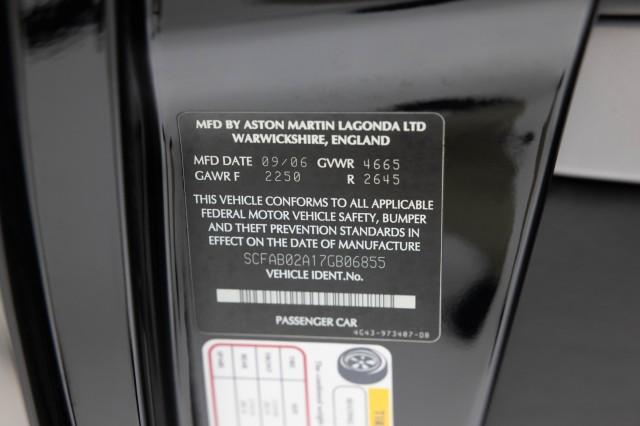 MFD BY ASTON MARTIN LAGONDA LTD
WARWICKSHIRE, ENGLAND
MFD DATE 09/06 GVWR 4665
GAWR F 2250 R 2645
THIS VEHICLE CONFORMS TO ALL APPLICABLE
FEDERAL MOTOR VEHICLE SAFETY, BUMPER
AND THEFT PREVENTION STANDARDS IN
EFFECT ON THE DATE OF MANUFACTURE
SCFAB02A17GB06855
VEHICLE IDENT.No.
PASSENGER CAR
4G43-973407-DB